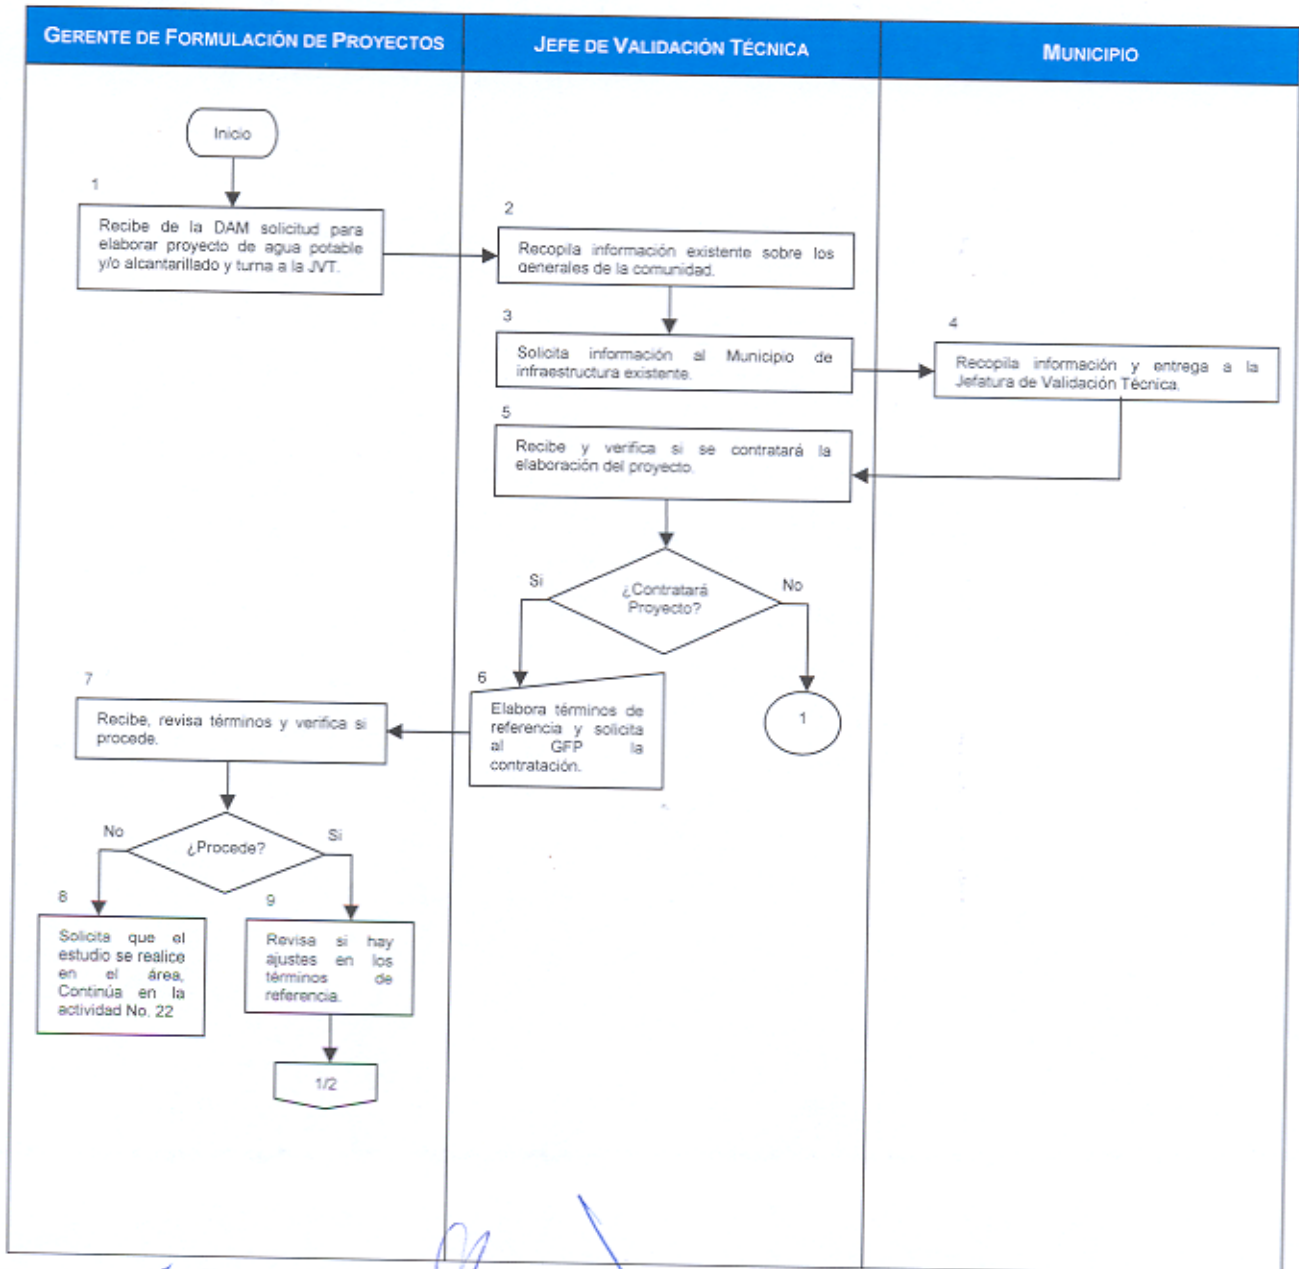 GERENTE DE FORMULACIÓN DE PROYECTOS
JEFE DE VALIDACIÓN TÉCNICA
MUNICIPIO
Inicio
1
Recibe de la DAM solicitud para
elaborar proyecto de agua potable
y/o alcantarillado y turna a la JVT.
2
Recopila información existente sobre los
generales de la comunidad.
3
Solicita información al Municipio de
infraestructura existente.
4
Recopila información y entrega a la
Jefatura de Validación Técnica.
5
Recibe y verifica si se contratará la
elaboración del proyecto.
¿Contratará
Proyecto?
Si
No
1
6
Elabora términos de
referencia y solicita
al GFP la
contratación.
7
Recibe, revisa términos y verifica si
procede.
¿Procede?
No
Si
8
Solicita que el
estudio se realice
en el área,
Continúa en la
actividad No. 22
9
Revisa si hay
ajustes en los
términos de
referencia.
1/2